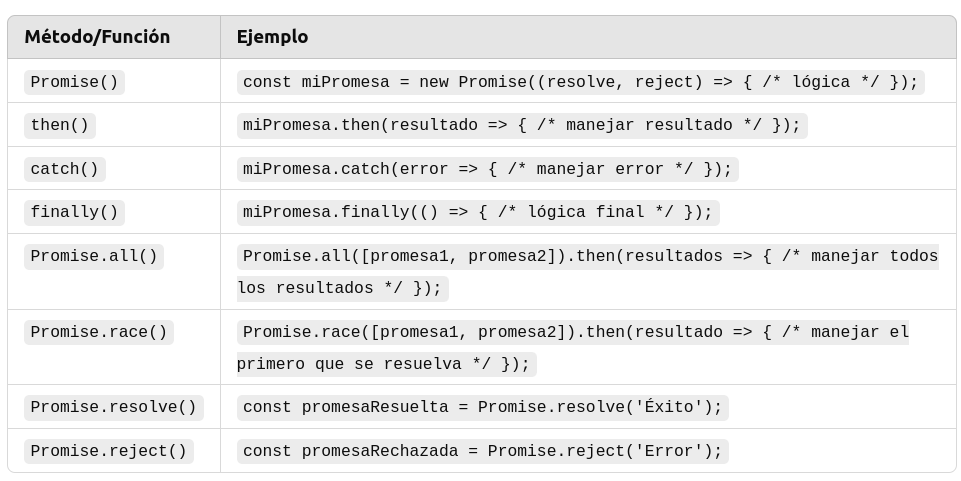 Método/Función Ejemplo
Promise() const miPromesa = new Promise((resolve, reject) => { /* lógica */ });
then() miPromesa.then(resultado => { /* manejar resultado */ });
catch() miPromesa.catch(error => { /* manejar error */ });
finally() miPromesa.finally(() => { /* lógica final */ });
Promise.all() Promise.all([promesa1, promesa2]).then(resultados => { /* manejar todos
los resultados */ });
Promise.race() Promise.race([promesa1, promesa2]).then(resultado => { /* manejar el
primero que se resuelva */ });
Promise.resolve() const promesaResuelta = Promise.resolve('Éxito');
Promise.reject() const promesaRechazada = Promise.reject('Error');